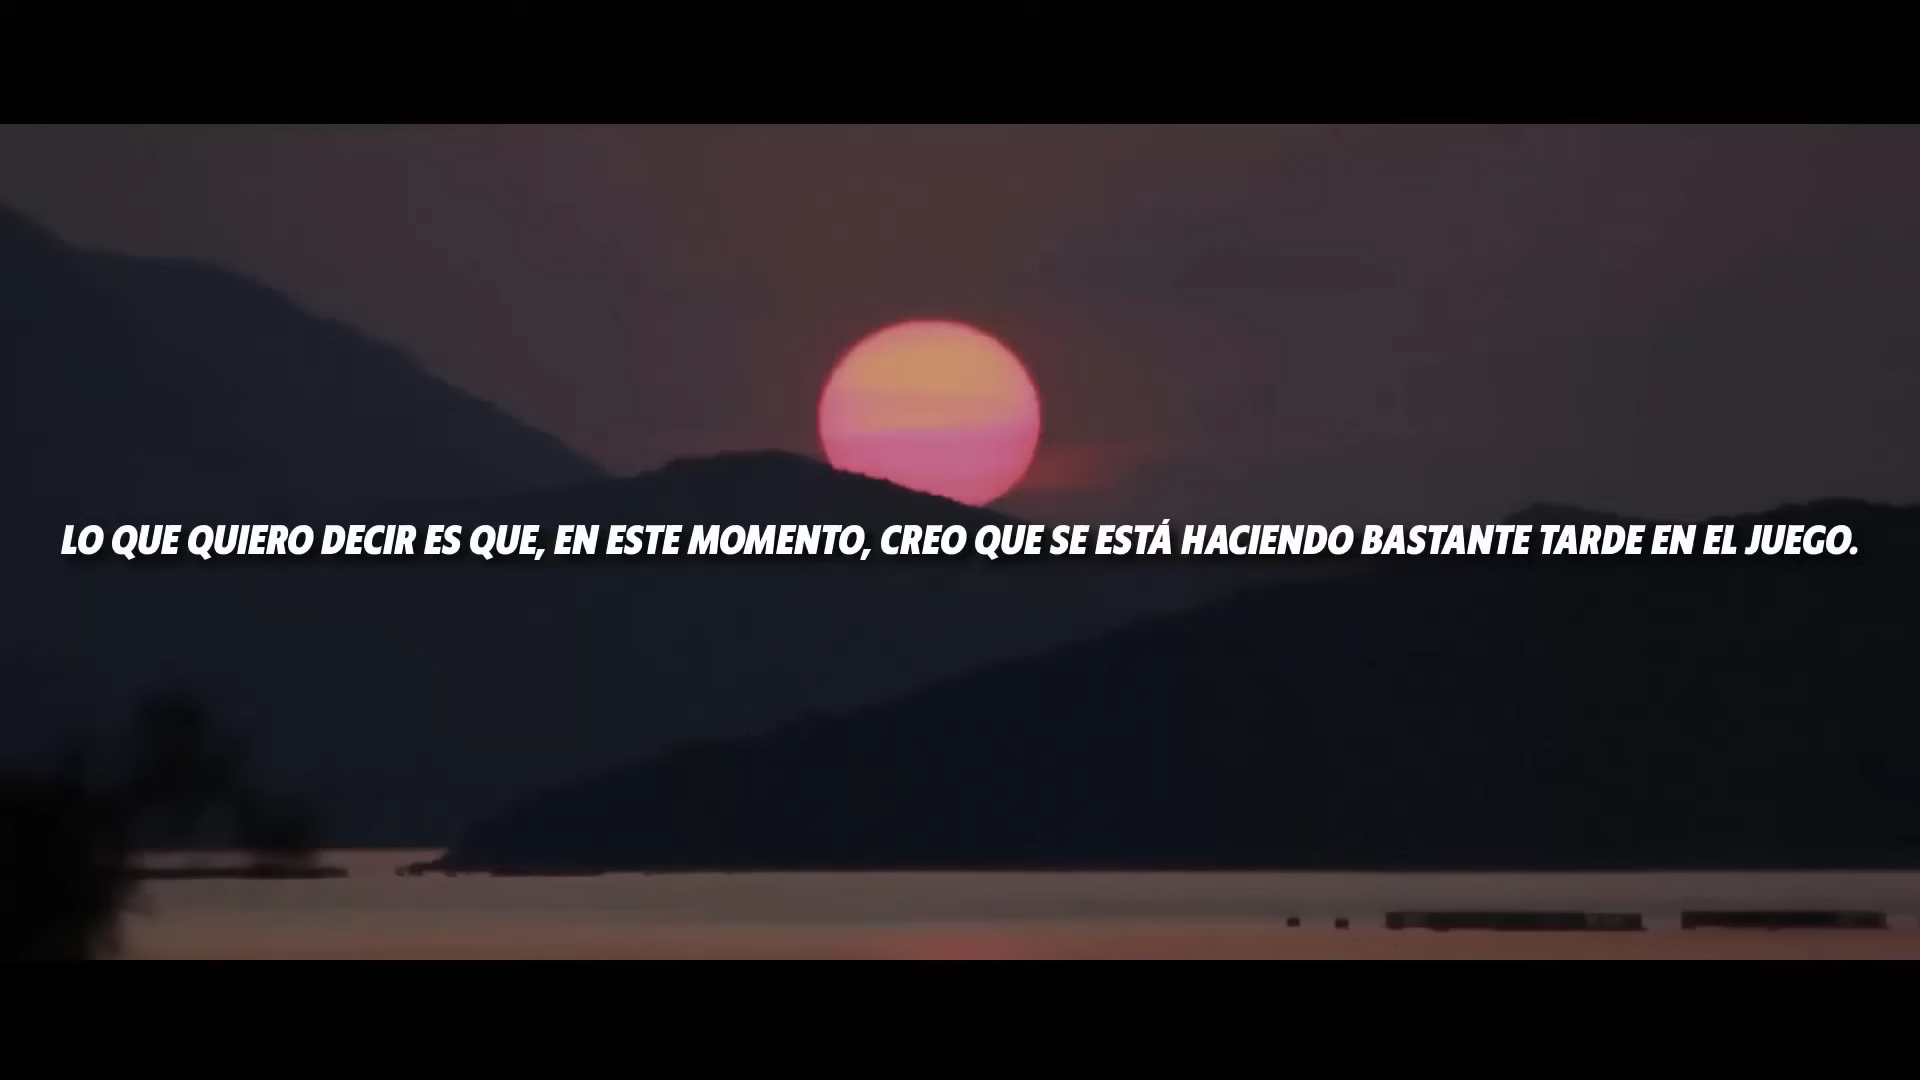 LO QUE QUIERO DECIR ES QUE, EN ESTE MOMENTO, CREO QUE SE ESTÁ HACIENDO BASTANTE TARDE EN EL JUEGO.